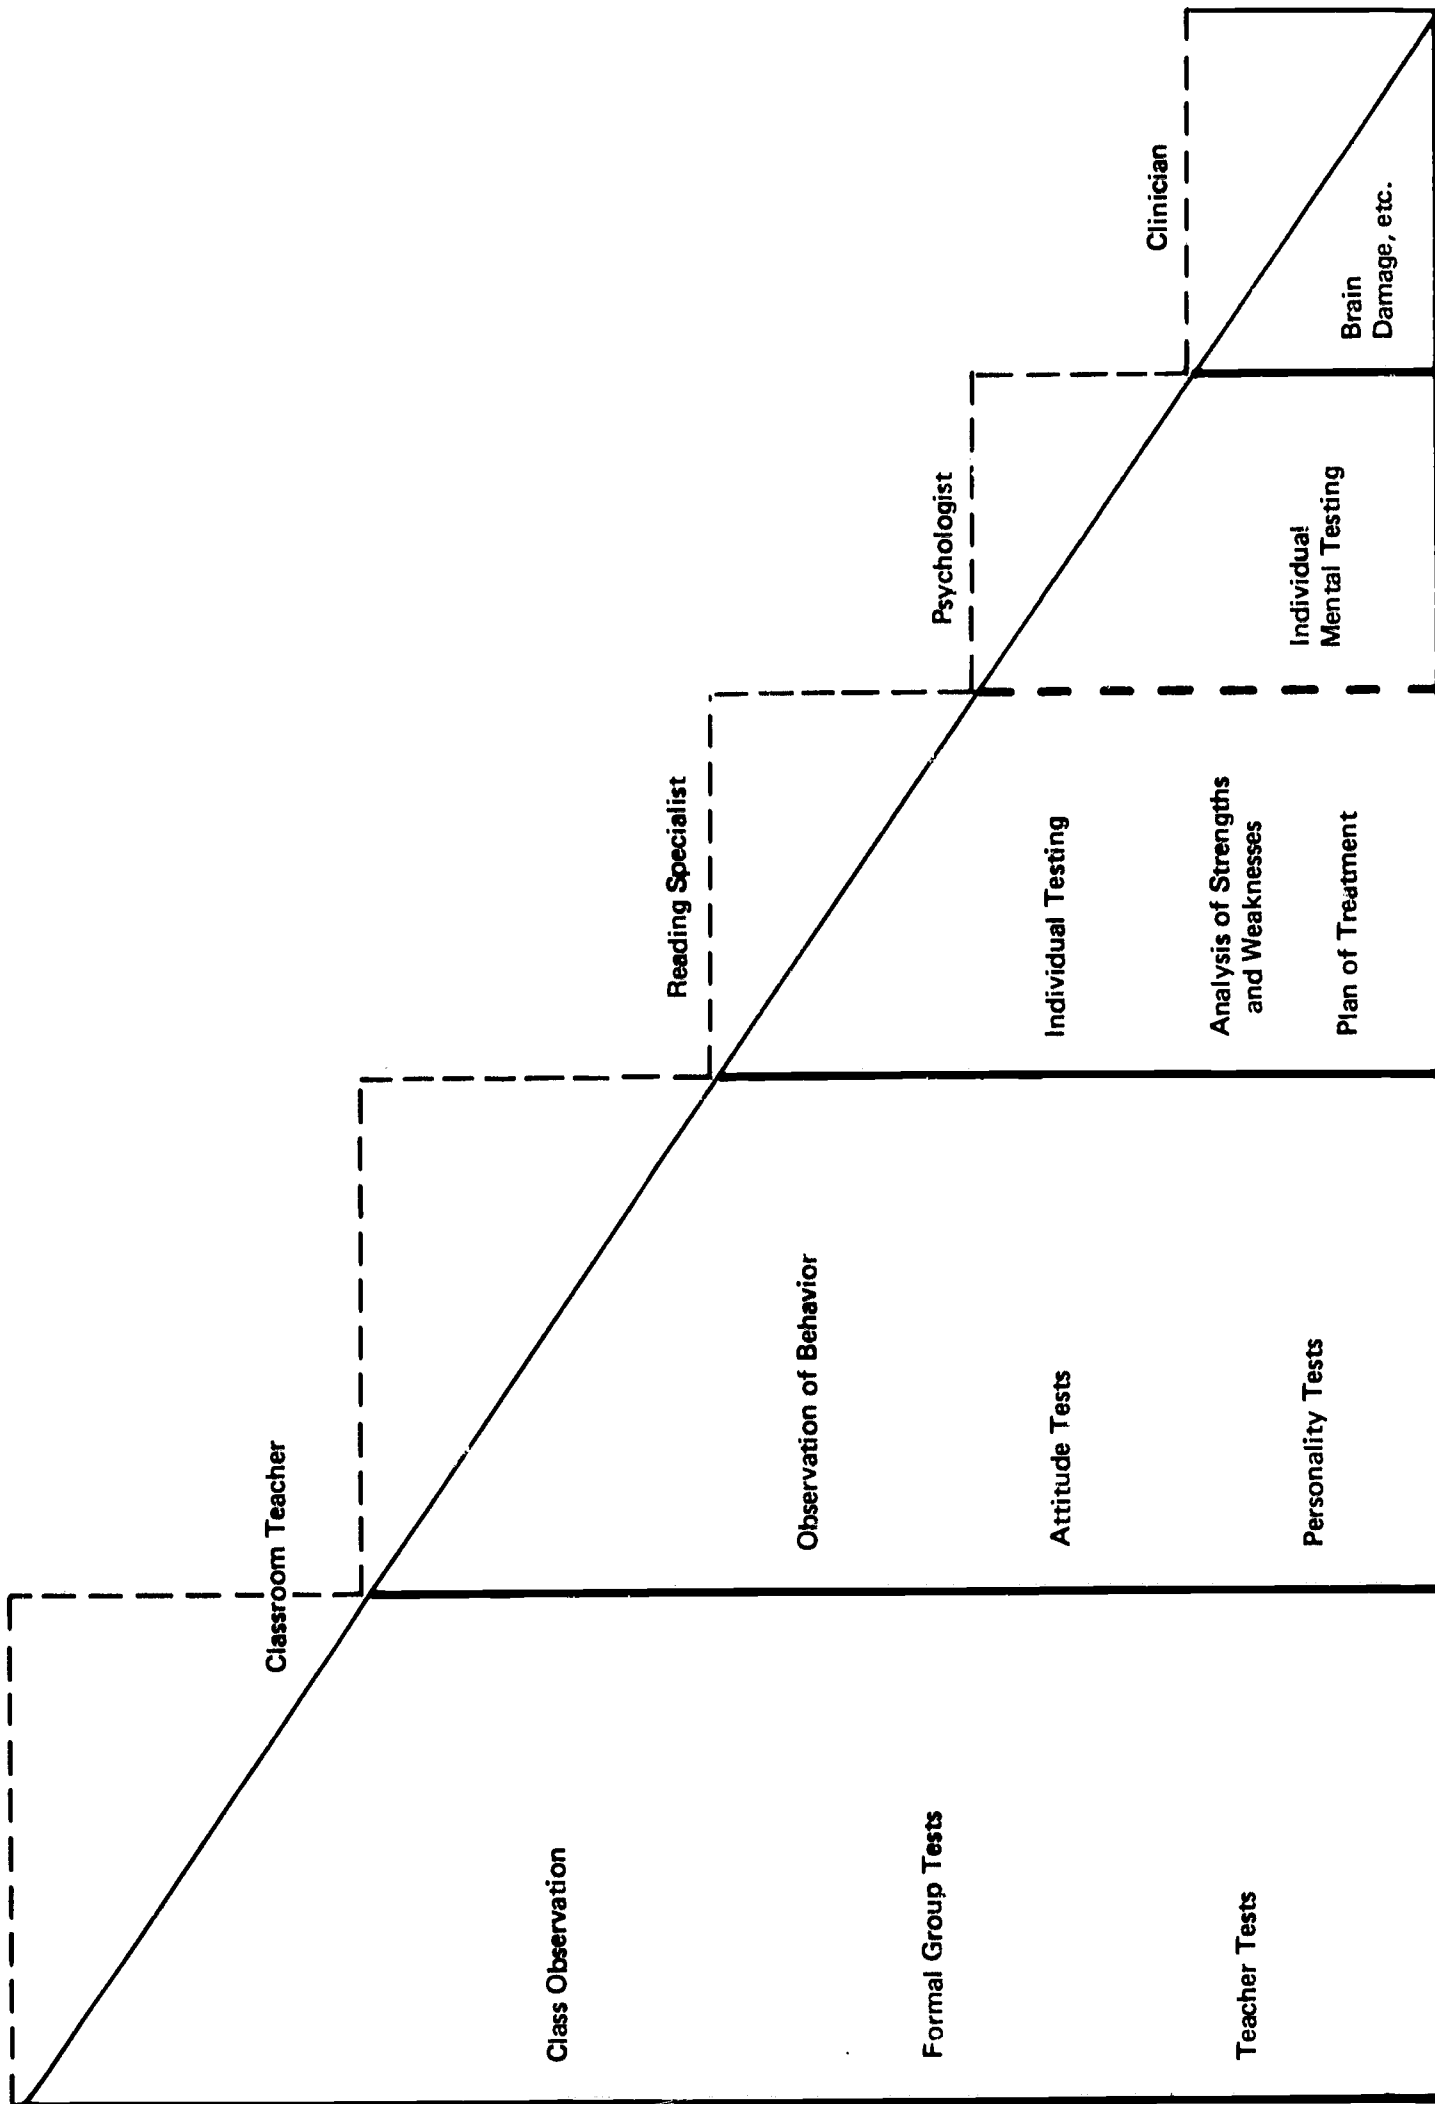 Classroom Teacher
Class Observation
Formal Group Tests
Teacher Tests
Observation of Behavior
Attitude Tests
Personality Tests
Reading Specialist
Individual Testing
Analysis of Strengths
and Weaknesses
Plan of Treatment
Psychologist
Individual
Mental Testing
Clinician
Brain
Damage, etc.